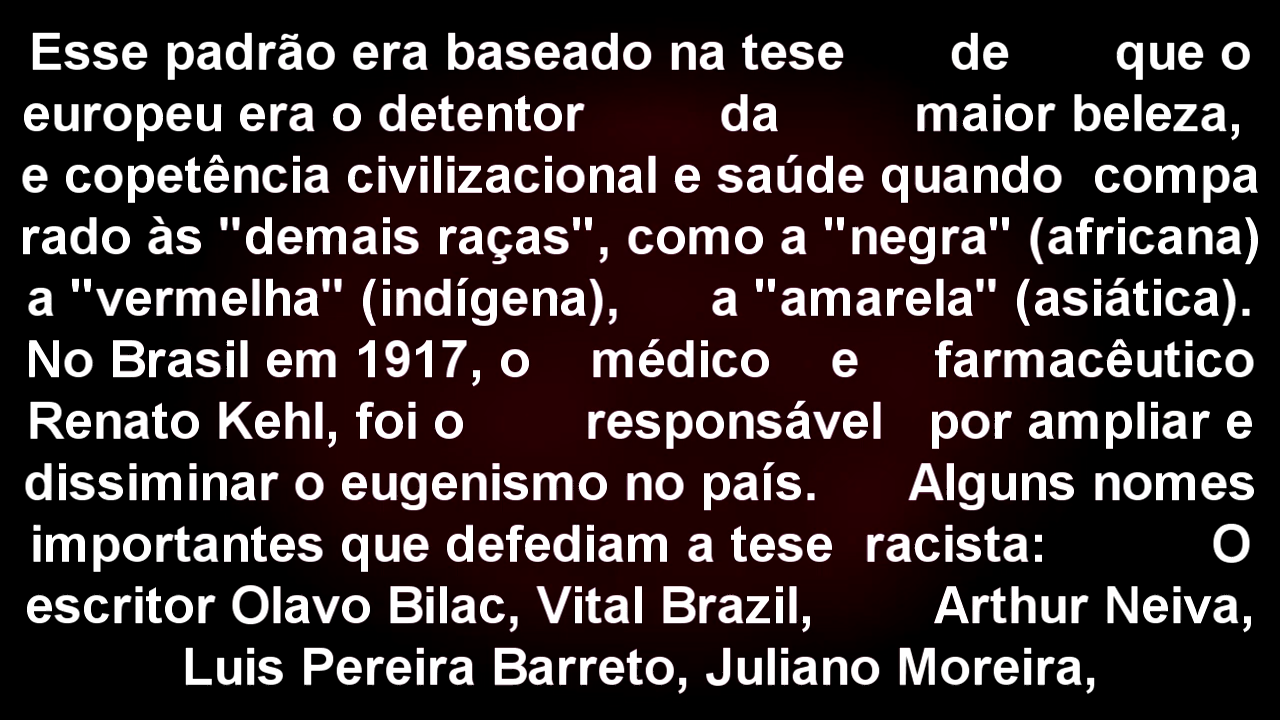 Esse padrão era baseado na tese de que o
europeu era o detentor da maior beleza,
e copetência civilizacional e saúde quando compa
rado às "demais raças", como a "negra" (africana)
a "vermelha" (indígena), a "amarela" (asiática).
No Brasil em 1917, o médico e farmacêutico
Renato Kehl, foi o responsável por ampliar e
dissiminar o eugenismo no país. Alguns nomes
importantes que defediam a tese racista: O
escritor Olavo Bilac, Vital Brazil, Arthur Neiva,
Luis Pereira Barreto, Juliano Moreira,